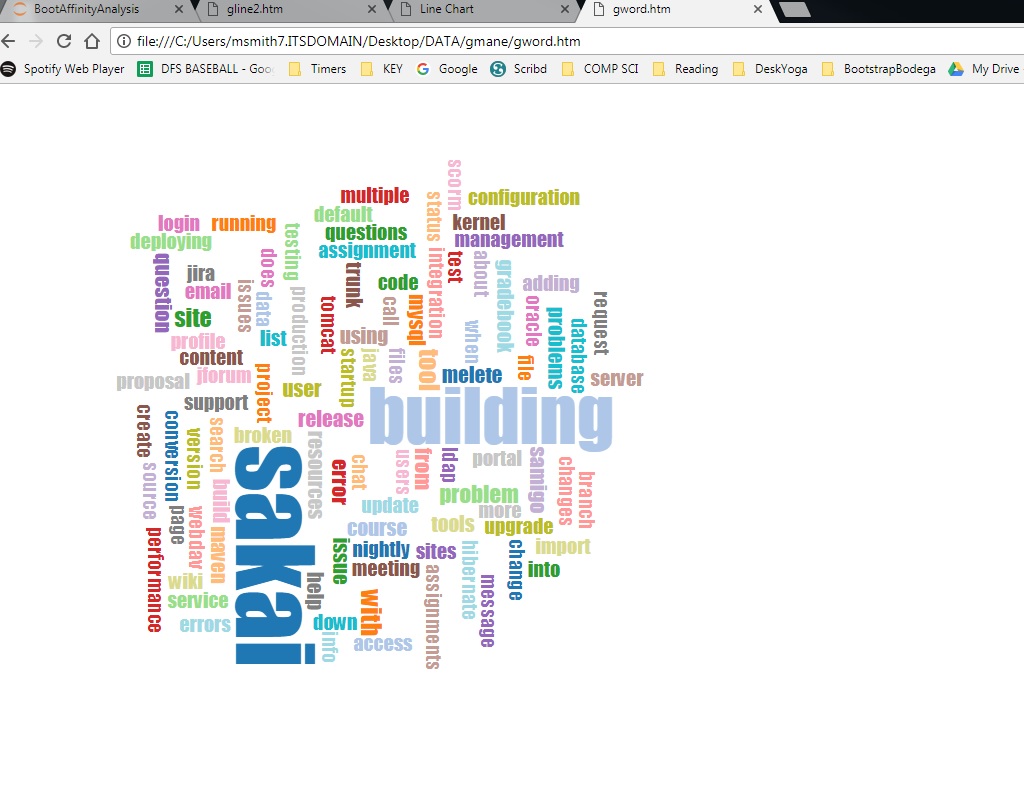 BootAffinityAnalysis
gline2.htm
Line Chart
gword.htm
file:///C:/Users/msmith7.ITSDOMAIN/Desktop/DATA/gmane/gword.htm
Spotify Web Player
DFS BASEBALL - Goo
Timers
KEY
Google
Scribd
COMP SCI
Reading
DeskYoga
BootstrapBodega
My Drive
scorm
multiple
status
configuration
default
login
running
testing
questions
kernel
deploying
assignment
management
question
does
trunk
integration
test
about
gradebook
jira
code
adding
email
issues
data
production
tomcat
call
mysql
oracle
request
site
problems
database
profile
list
using
when
content
startup
java
files
tool
file
proposal
jforum
project
user
melete
server
support
building
create
conversion
release
search
version
broken
resources
sakai
error
chat
users
from
ldap
portal
samigo
changes
branch
source
build
problem
update
more
page
webdav
maven
course
tools
upgrade
performance
issue
nightly
sites
hibernate
change
import
meeting
into
wiki
help
assignments
message
service
with
errors
down
info
access